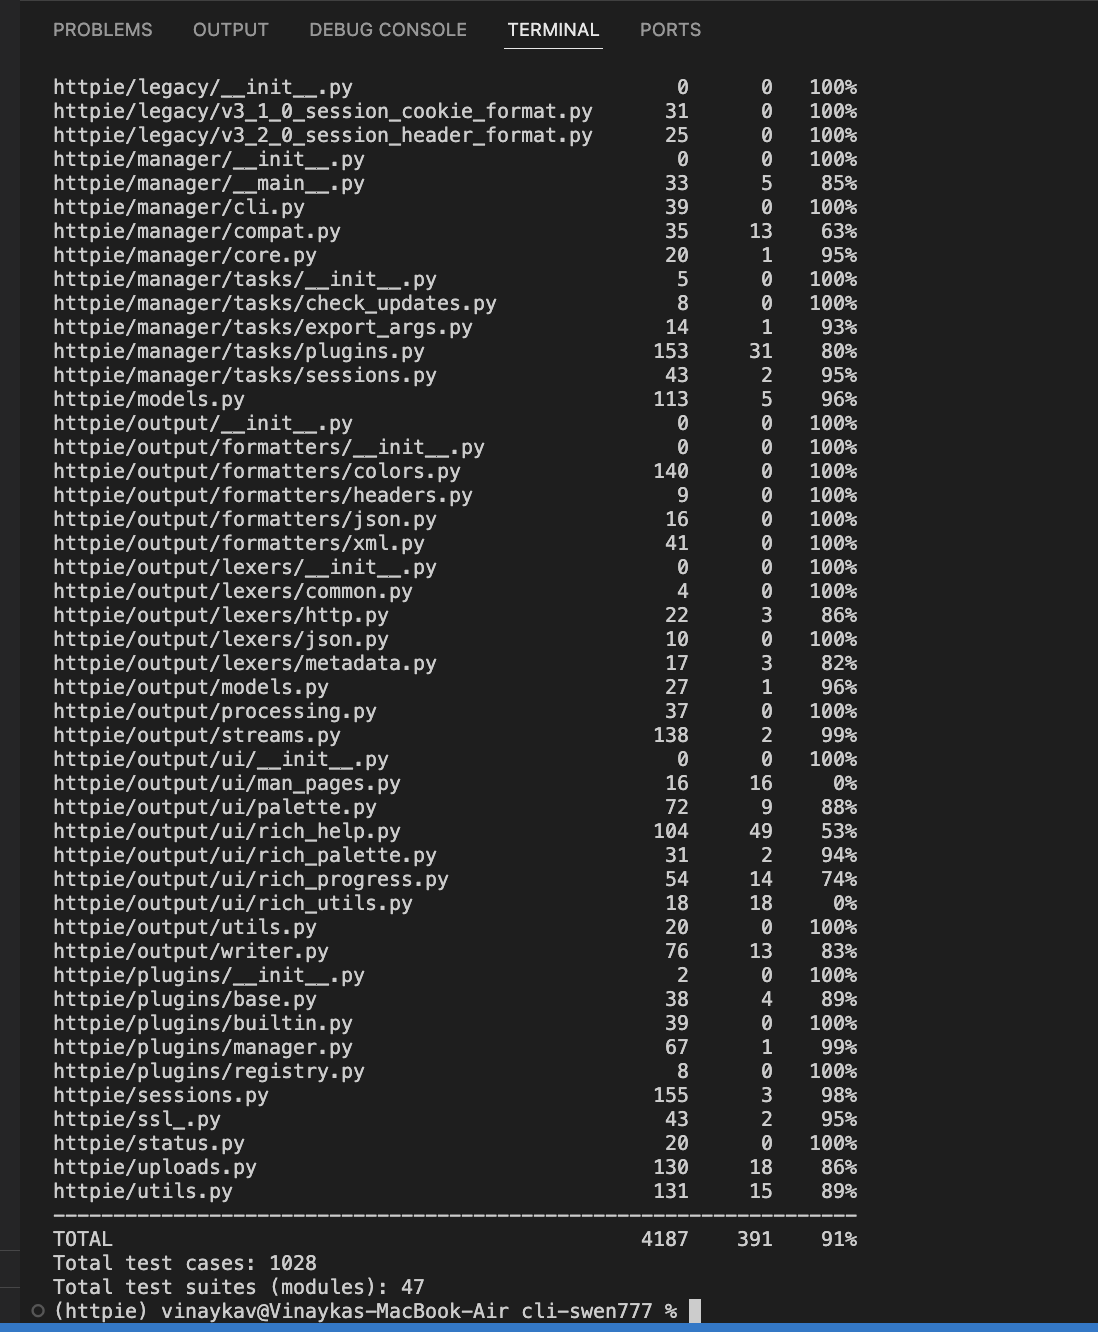 PROBLEMS OUTPUT DEBUG CONSOLE TERMINAL PORTS
httpie/legacy/__init__.py 0 0 100%
httpie/legacy/v3_1_0_session_cookie_format.py 31 0 100%
httpie/legacy/v3_2_0_session_header_format.py 25 0 100%
httpie/manager/__init__.py 0 0 100%
httpie/manager/__main__.py 33 5 85%
httpie/manager/cli.py 39 0 100%
httpie/manager/compat.py 35 13 63%
httpie/manager/core.py 20 1 95%
httpie/manager/tasks/__init__.py 5 0 100%
httpie/manager/tasks/check_updates.py 8 0 100%
httpie/manager/tasks/export_args.py 14 1 93%
httpie/manager/tasks/plugins.py 153 31 80%
httpie/manager/tasks/sessions.py 43 2 95%
httpie/models.py 113 5 96%
httpie/output/__init__.py 0 0 100%
httpie/output/formatters/__init__.py 0 0 100%
httpie/output/formatters/colors.py 140 0 100%
httpie/output/formatters/headers.py 9 0 100%
httpie/output/formatters/json.py 16 0 100%
httpie/output/formatters/xml.py 41 0 100%
httpie/output/lexers/__init__.py 0 0 100%
httpie/output/lexers/common.py 4 0 100%
httpie/output/lexers/http.py 22 3 86%
httpie/output/lexers/json.py 10 0 100%
httpie/output/lexers/metadata.py 17 3 82%
httpie/output/models.py 27 1 96%
httpie/output/processing.py 37 0 100%
httpie/output/streams.py 138 2 99%
httpie/output/ui/__init__.py 0 0 100%
httpie/output/ui/man_pages.py 16 16 0%
httpie/output/ui/palette.py 72 9 88%
httpie/output/ui/rich_help.py 104 49 53%
httpie/output/ui/rich_palette.py 31 2 94%
httpie/output/ui/rich_progress.py 54 14 74%
httpie/output/ui/rich_utils.py 18 18 0%
httpie/output/utils.py 20 0 100%
httpie/output/writer.py 76 13 83%
httpie/plugins/__init__.py 2 0 100%
httpie/plugins/base.py 38 4 89%
httpie/plugins/builtin.py 39 0 100%
httpie/plugins/manager.py 67 1 99%
httpie/plugins/registry.py 8 0 100%
httpie/sessions.py 155 3 98%
httpie/ssl_.py 43 2 95%
httpie/status.py 20 0 100%
httpie/uploads.py 130 18 86%
httpie/utils.py 131 15 89%
-------------------------------------------------------------------
TOTAL 4187 391 91%
Total test cases: 1028
Total test suites (modules): 47
(httpie) vinaykav@Vinaykas-MacBook-Air cli-swen777 %